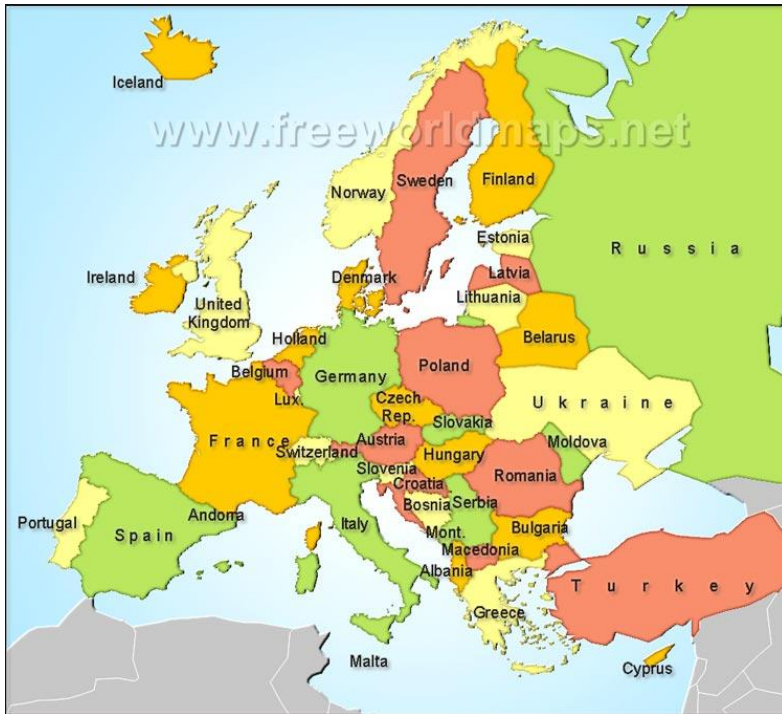 Iceland
www.freeworldmaps.net
Norway
Sweden
Finland
Estonia
Russia
Latvia
Ireland
Denmark
Lithuania
United
Kingdom
Holland
Belarus
Belgium
Germany
Poland
Lux.
Czech
Rep.
Ukraine
Slovakia
France
Austria
Switzerland
Hungary
Moldova
Slovenia
Croatia
Romania
Bosnia
Serbia
Andorra
Portugal
Spain
Italy
Mont.
Bulgaria
Macedonia
Albania
Turkey
Greece
Malta
Cyprus